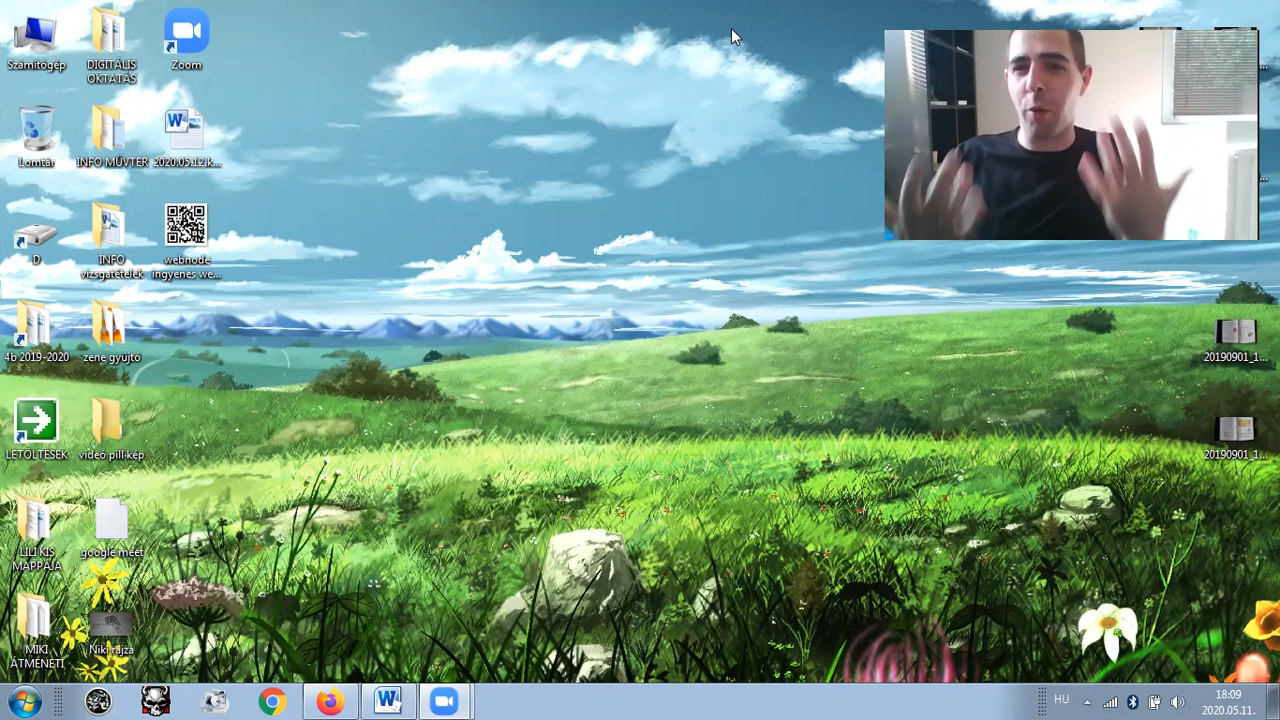 Számítógép
DIGITÁLIS
OKTATÁS
Zoom
Lomtár
INFO MŰVTER
2020.05.12.k...
D
INFO
vizsgatételek
webnode
ingyenes we...
4b 2019-2020
zene gyűjtő
LETÖLTÉSEK
videó pill-kép
LILI KIS
MAPPÁJA
google meet
MIKI
ÁTMENETI
Niki rajza
20190901_1...
20190901_1...
HU
18:09
2020.05.11.